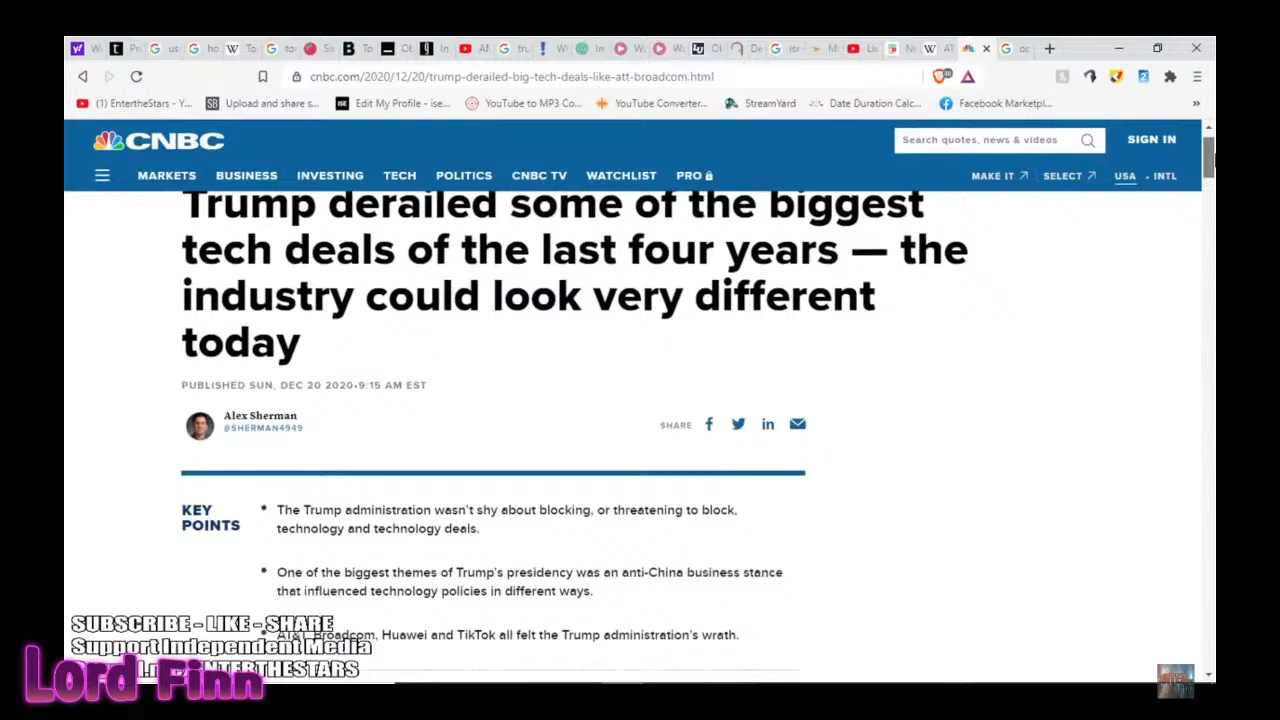 cnbc.com/2020/12/20/trump-derailed-big-tech-deals-like-att-broadcom.html
(1) EntertheStars - Y... Upload and share s... Edit My Profile - ise... YouTube to MP3 Co... YouTube Converter... StreamYard Date Duration Calc... Facebook Marketpl... »
CNBC
Search quotes, news & videos
SIGN IN
MARKETS BUSINESS INVESTING TECH POLITICS CNBC TV WATCHLIST PRO
MAKE IT SELECT USA • INTL
Trump derailed some of the biggest
tech deals of the last four years — the
industry could look very different
today
PUBLISHED SUN, DEC 20 2020•9:15 AM EST
Alex Sherman
@SHERMAN4949
SHARE
KEY
POINTS
• The Trump administration wasn't shy about blocking, or threatening to block,
technology and technology deals.
• One of the biggest themes of Trump's presidency was an anti-China business stance
that influenced technology policies in different ways.
• AT&T, Broadcom, Huawei and TikTok all felt the Trump administration's wrath.
SUBSCRIBE - LIKE - SHARE
Support Independent Media
Lord Finn